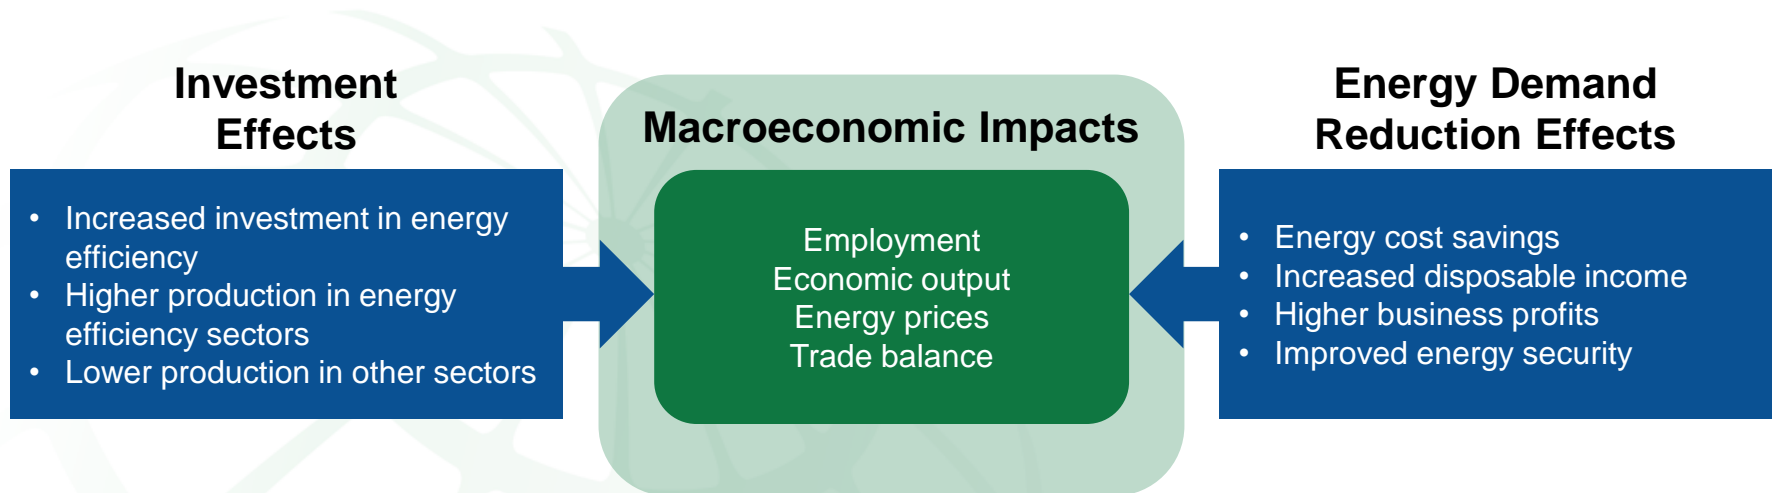 Investment
Effects
• Increased investment in energy
efficiency
• Higher production in energy
efficiency sectors
• Lower production in other sectors
Macroeconomic Impacts
Employment
Economic output
Energy prices
Trade balance
Energy Demand
Reduction Effects
• Energy cost savings
• Increased disposable income
• Higher business profits
• Improved energy security